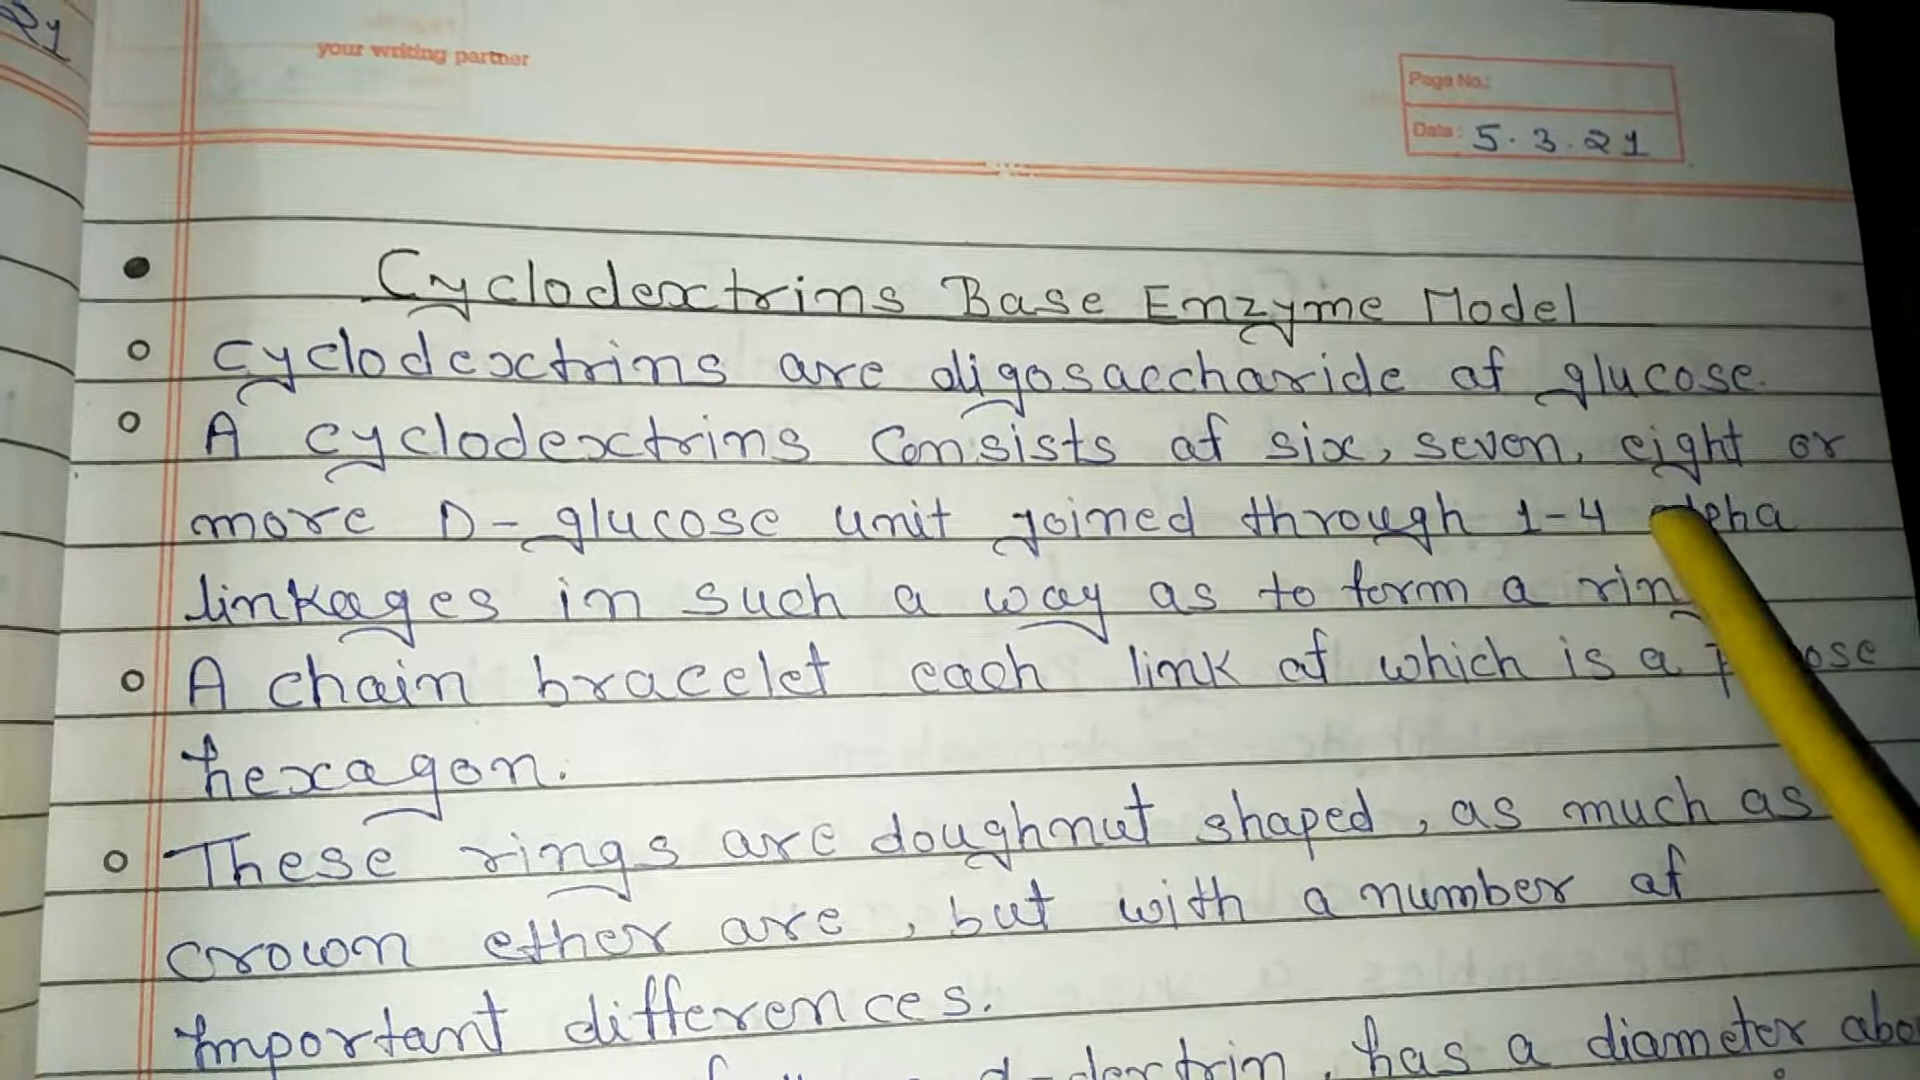 21
your writing partner
Page No.:
Date: 5.3.21
Cyclodextrins Base Enzyme Model
Cyclodextrins are oligosaccharide of glucose.
A cyclodextrins Consists of six, seven, eight or
more D-glucose unit joined through 1-4 alpha
linkages in such a way as to form a ring
A chain bracelet each link of which is a
hexagon.
These rings are doughnut shaped, as much as
crown ether are, but with a number of
Important differences.
has a diameter